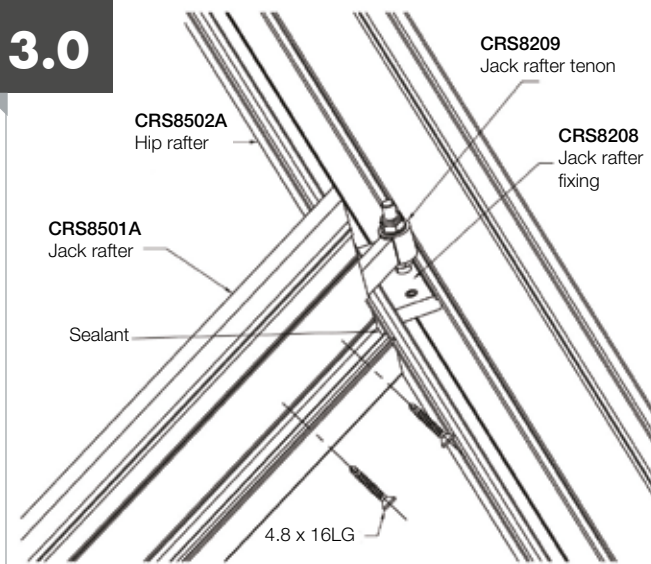 3.0
CRS8209
Jack rafter tenon
CRS8502A
Hip rafter
CRS8208
Jack rafter
fixing
CRS8501A
Jack rafter
Sealant
4.8 x 16LG